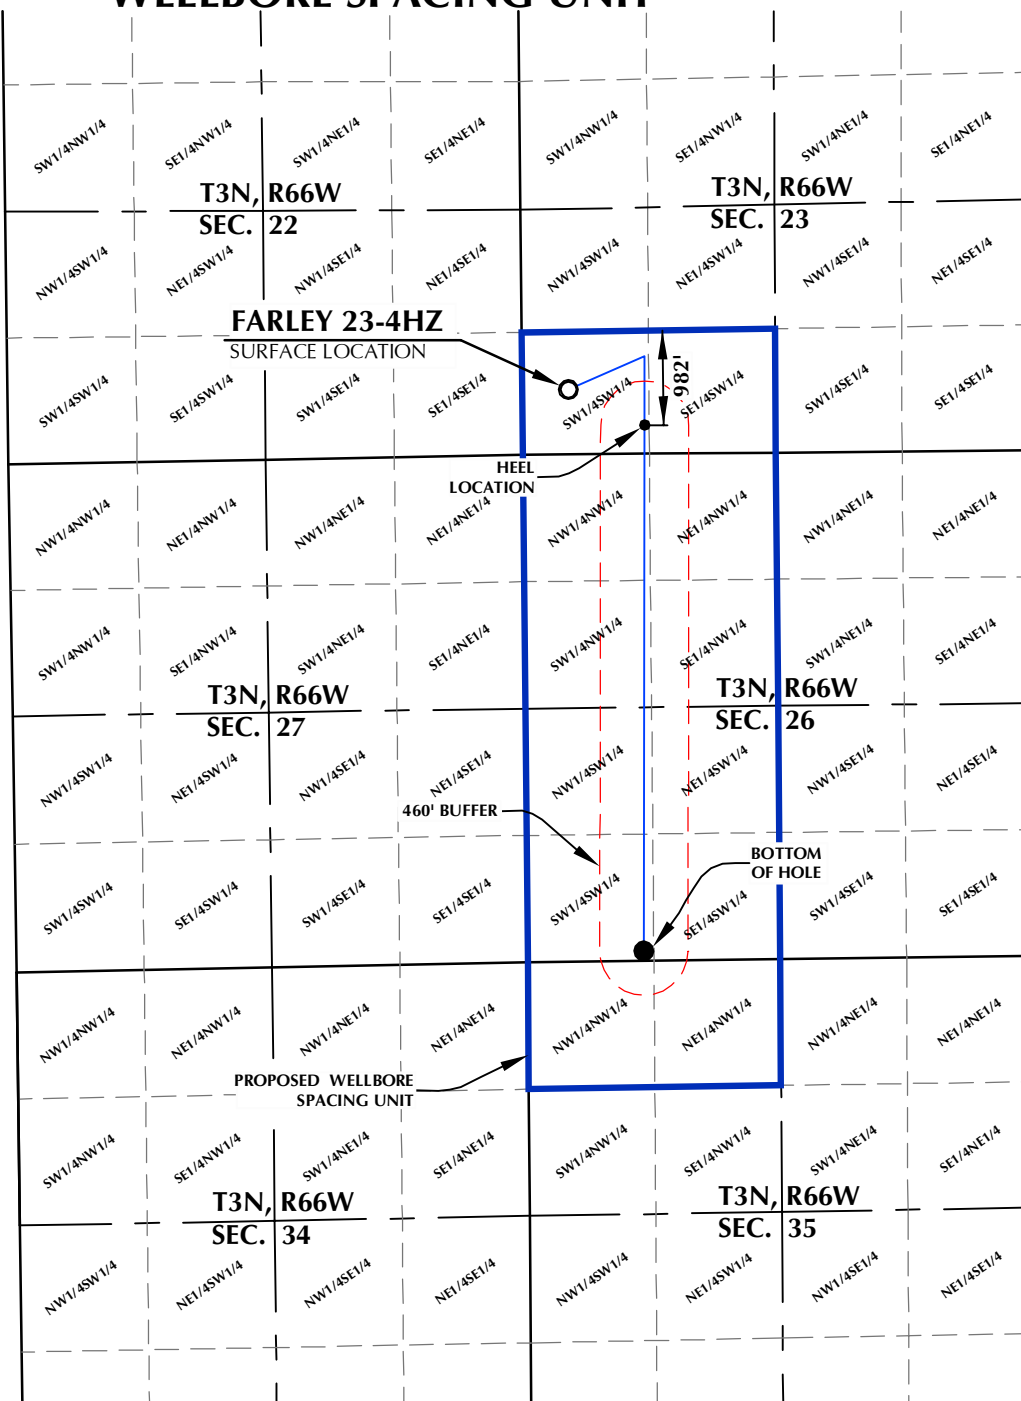 WELLBORE SPACING UNIT
SW1/4NW1/4 SE1/4NW1/4 SW1/4NE1/4 SE1/4NE1/4 SW1/4NW1/4 SE1/4NW1/4 SW1/4NE1/4 SE1/4NE1/4
T3N, R66W T3N, R66W
SEC. 22 SEC. 23
NW1/4SW1/4 NE1/4SW1/4 NW1/4SE1/4 NE1/4SE1/4 NW1/4SW1/4 NE1/4SW1/4 NW1/4SE1/4 NE1/4SE1/4
FARLEY 23-4HZ
SURFACE LOCATION
982'
SW1/4SW1/4 SE1/4SW1/4 SW1/4SE1/4 SE1/4SE1/4 SW1/4SW1/4 SE1/4SW1/4 SW1/4SE1/4 SE1/4SE1/4
HEEL
LOCATION
NW1/4NW1/4 NE1/4NW1/4 NW1/4NE1/4 NE1/4NE1/4 NW1/4NW1/4 NE1/4NW1/4 NW1/4NE1/4 NE1/4NE1/4
SW1/4NW1/4 SE1/4NW1/4 SW1/4NE1/4 SE1/4NE1/4 SW1/4NW1/4 SE1/4NW1/4 SW1/4NE1/4 SE1/4NE1/4
T3N, R66W T3N, R66W
SEC. 27 SEC. 26
NW1/4SW1/4 NE1/4SW1/4 NW1/4SE1/4 NE1/4SE1/4 NW1/4SW1/4 NE1/4SW1/4 NW1/4SE1/4 NE1/4SE1/4
460' BUFFER
BOTTOM
OF HOLE
SW1/4SW1/4 SE1/4SW1/4 SW1/4SE1/4 SE1/4SE1/4 SW1/4SW1/4 SE1/4SW1/4 SW1/4SE1/4 SE1/4SE1/4
NW1/4NW1/4 NE1/4NW1/4 NW1/4NE1/4 NE1/4NE1/4 NW1/4NW1/4 NE1/4NW1/4 NW1/4NE1/4 NE1/4NE1/4
PROPOSED WELLBORE
SPACING UNIT
SW1/4NW1/4 SE1/4NW1/4 SW1/4NE1/4 SE1/4NE1/4 SW1/4NW1/4 SE1/4NW1/4 SW1/4NE1/4 SE1/4NE1/4
T3N, R66W T3N, R66W
SEC. 34 SEC. 35
NW1/4SW1/4 NE1/4SW1/4 NW1/4SE1/4 NE1/4SE1/4 NW1/4SW1/4 NE1/4SW1/4 NW1/4SE1/4 NE1/4SE1/4